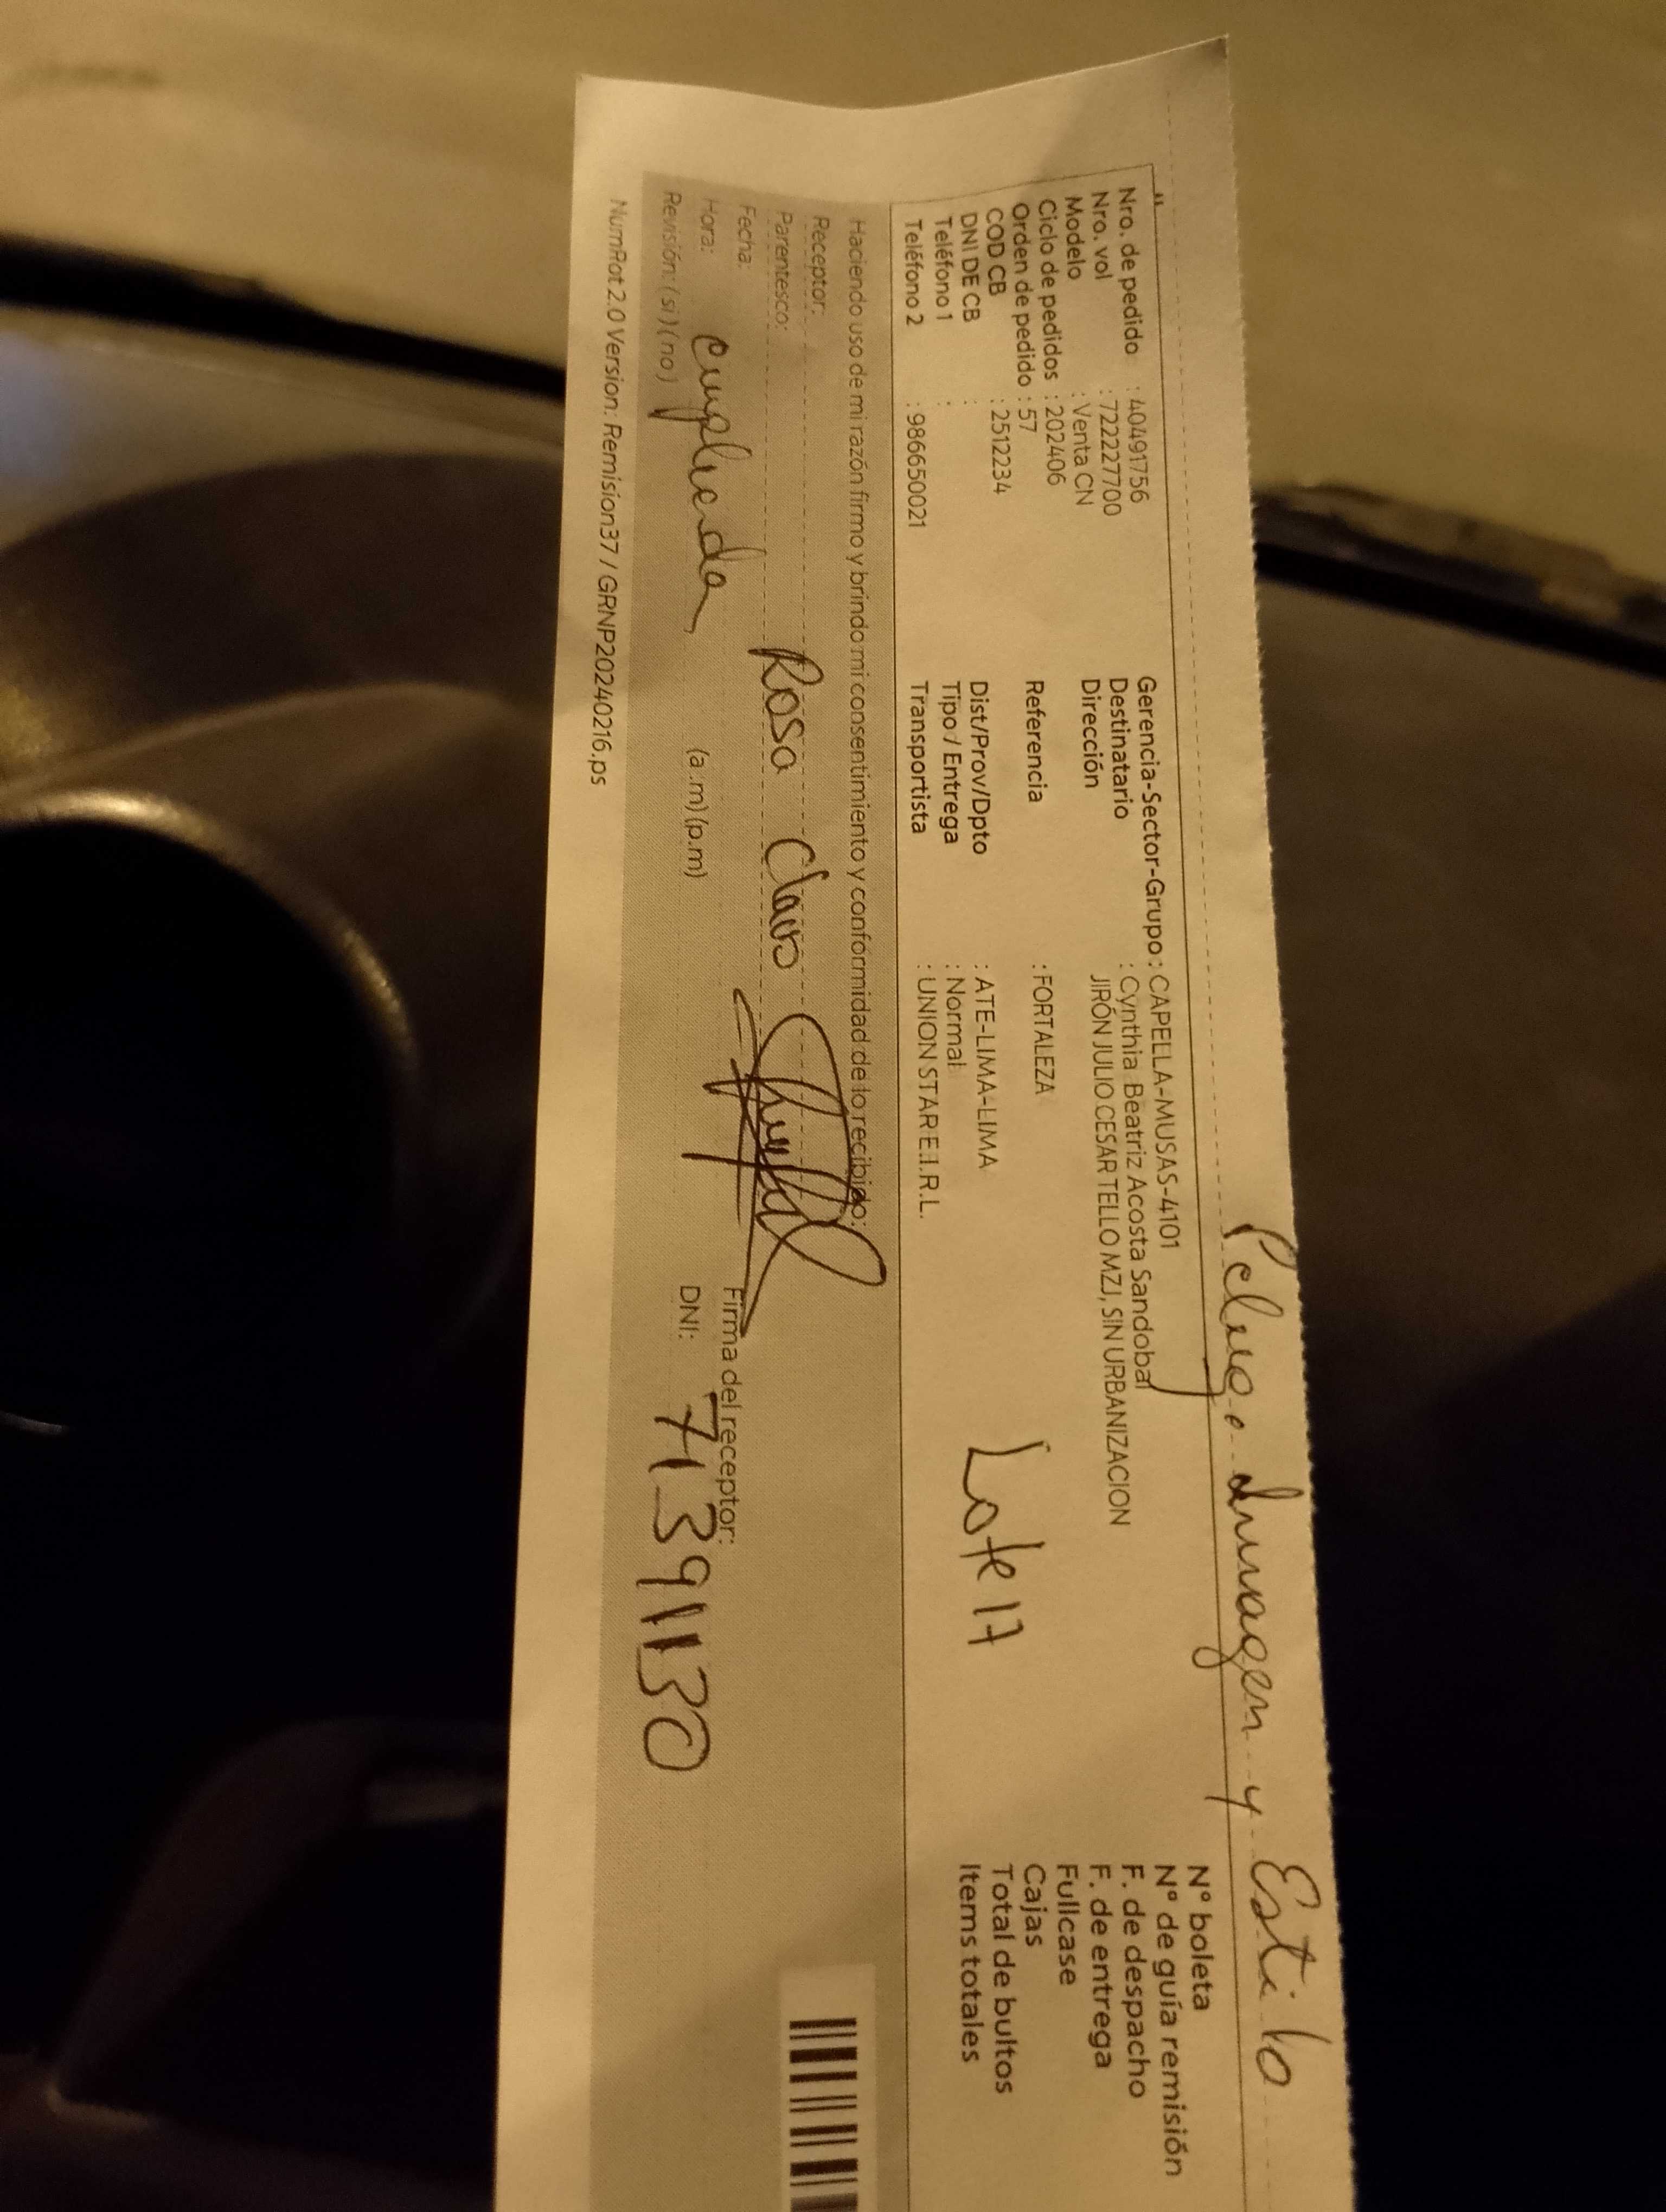 Peluq. e Imagen y Estilo
Nro. de pedido : 40491756
Nro. vol : 722227700
Modelo : Venta CN
Ciclo de pedidos : 202406
Orden de pedido : 57
COD CB : 2512234
DNI DE CB :
Teléfono 1 :
Teléfono 2 : 986650021
Gerencia-Sector-Grupo : CAPELLA-MUSAS-4101
Destinatario : Cynthia Beatriz Acosta Sandobal
Dirección JIRÓN JULIO CESAR TELLO MZJ, SIN URBANIZACION
Referencia : FORTALEZA
Dist/Prov/Dpto : ATE-LIMA-LIMA
Tipo / Entrega : Normal
Transportista : UNION STAR E.I.R.L.
Lote 17
N° boleta
N° de guía remisión
F. de despacho
F. de entrega
Fullcase
Cajas
Total de bultos
Items totales
Haciendo uso de mi razón firmo y brindo mi consentimiento y conformidad de lo recibido:
Receptor:
Parentesco: Rosa Claros
Fecha:
Firma del receptor:
Hora: empleada (a.m) (p.m) DNI: 71391130
Revisión: ( si ) ( no )
NumRot 2.0 Version: Remision37 / GRNP20240216.ps